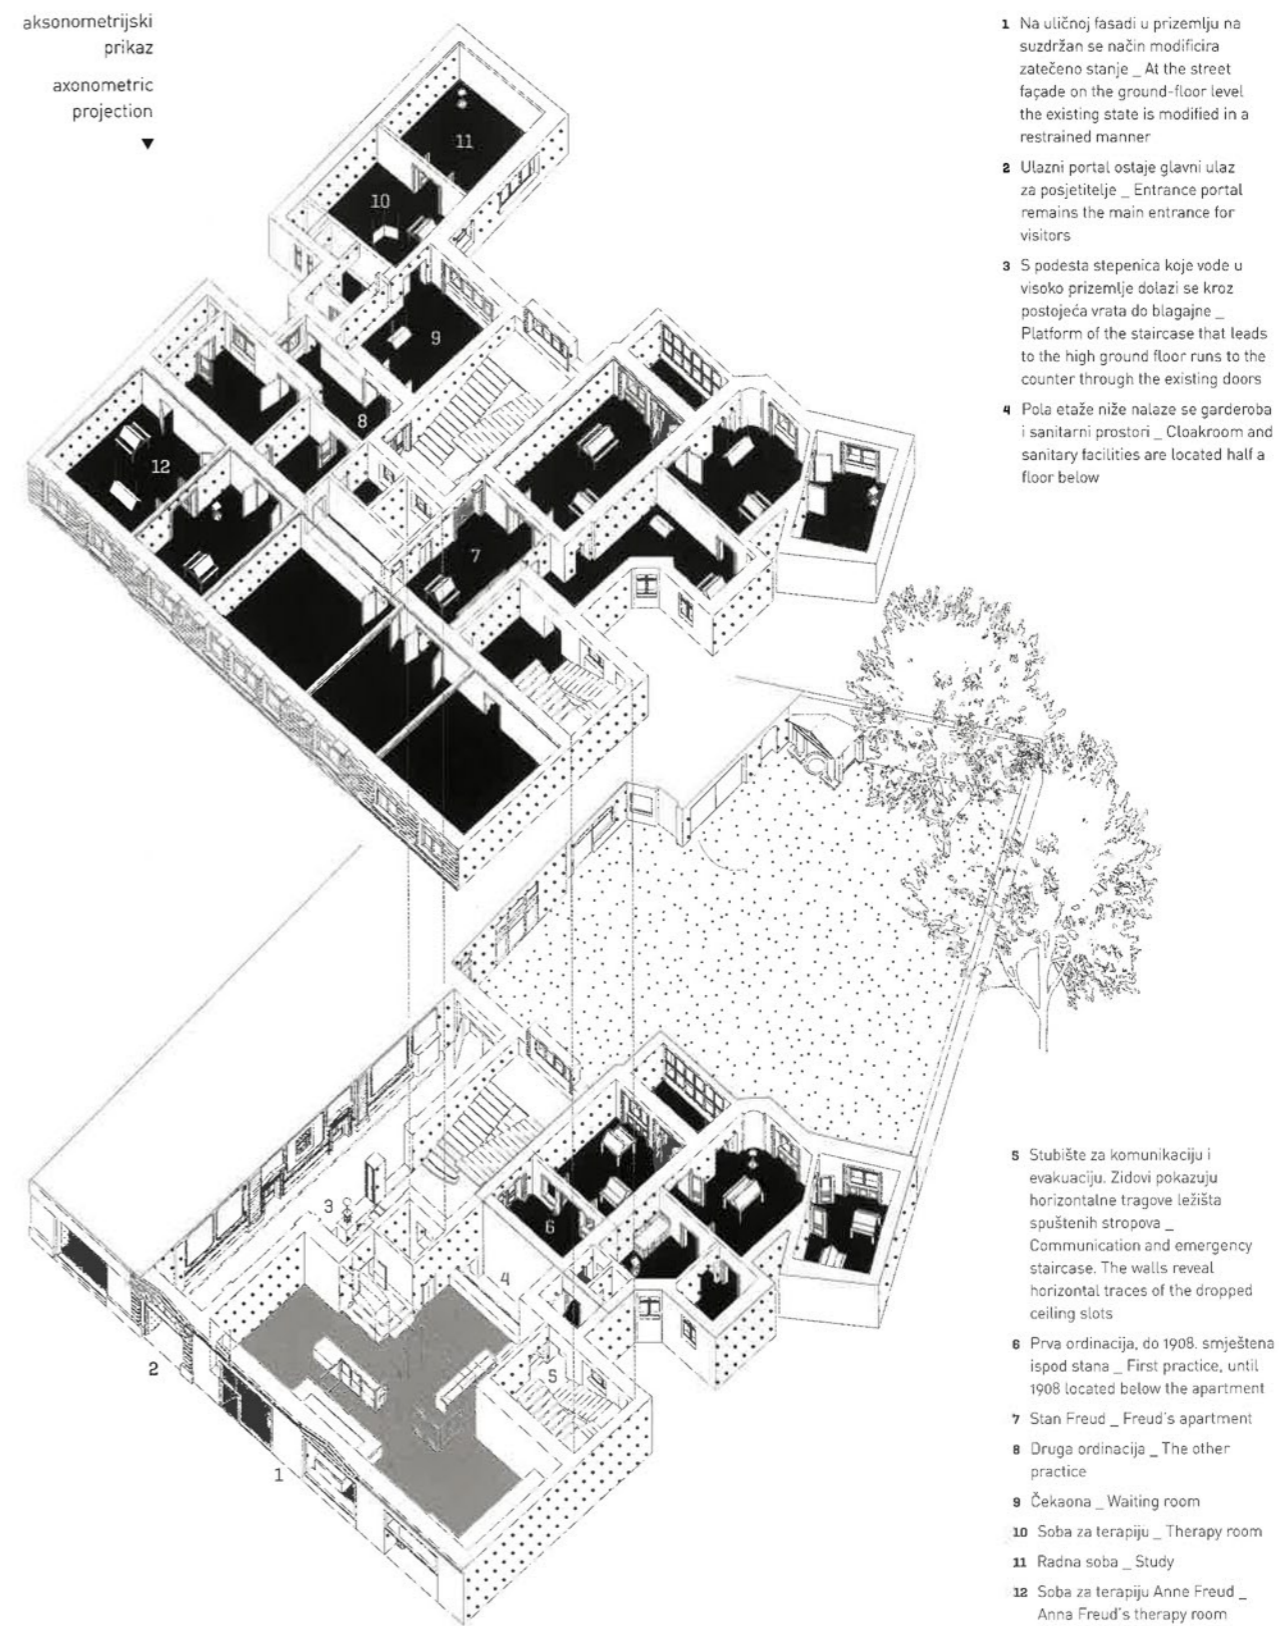 aksonometrijski
prikaz
axonometric
projection
▼
1 Na uličnoj fasadi u prizemlju na
suzdržan se način modificira
zatečeno stanje _ At the street
façade on the ground-floor level
the existing state is modified in a
restrained manner
2 Ulazni portal ostaje glavni ulaz
za posjetitelje _ Entrance portal
remains the main entrance for
visitors
3 S podesta stepenica koje vode u
visoko prizemlje dolazi se kroz
postojeća vrata do blagajne _
Platform of the staircase that leads
to the high ground floor runs to the
counter through the existing doors
4 Pola etaže niže nalaze se garderoba
i sanitarni prostori _ Cloakroom and
sanitary facilities are located half a
floor below
11
10
9
8
12
7
3
6
4
5
2
1
5 Stubište za komunikaciju i
evakuaciju. Zidovi pokazuju
horizontalne tragove ležišta
spuštenih stropova _
Communication and emergency
staircase. The walls reveal
horizontal traces of the dropped
ceiling slots
6 Prva ordinacija, do 1908. smještena
ispod stana _ First practice, until
1908 located below the apartment
7 Stan Freud _ Freud's apartment
8 Druga ordinacija _ The other
practice
9 Čekaona _ Waiting room
10 Soba za terapiju _ Therapy room
11 Radna soba _ Study
12 Soba za terapiju Anne Freud _
Anna Freud's therapy room